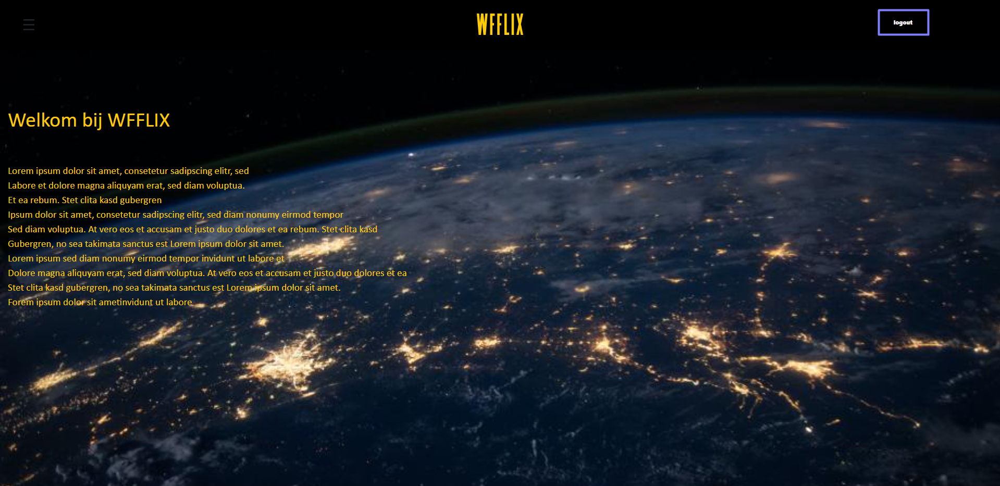 WFFLIX
logout
Welkom bij WFFLIX
Lorem ipsum dolor sit amet, consetetur sadipscing elitr, sed
Labore et dolore magna aliquyam erat, sed diam voluptua.
Et ea rebum. Stet clita kasd gubergren
Ipsum dolor sit amet, consetetur sadipscing elitr, sed diam nonumy eirmod tempor
Sed diam voluptua. At vero eos et accusam et justo duo dolores et ea rebum. Stet clita kasd
Gubergren, no sea takimata sanctus est Lorem ipsum dolor sit amet.
Lorem ipsum sed diam nonumy eirmod tempor invidunt ut labore et
Dolore magna aliquyam erat, sed diam voluptua. At vero eos et accusam et justo duo dolores et ea
Stet clita kasd gubergren, no sea takimata sanctus est Lorem ipsum dolor sit amet.
Forem ipsum dolor sit ametinvidunt ut labore